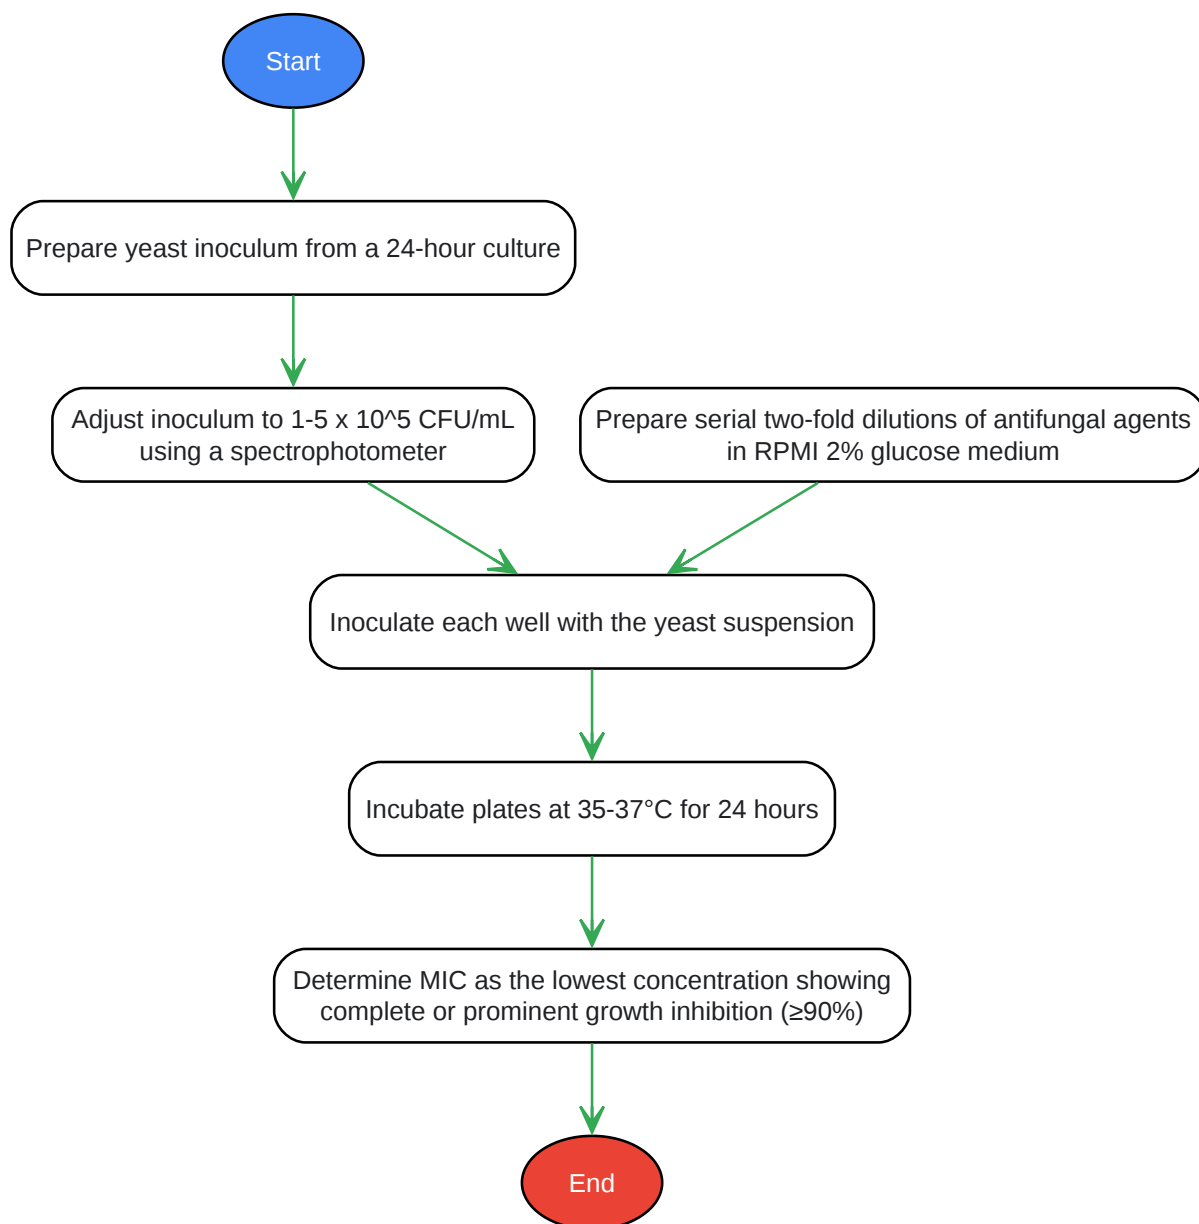 Start
Prepare yeast inoculum from a 24-hour culture
Adjust inoculum to 1-5 x 10^5 CFU/mL
using a spectrophotometer
Prepare serial two-fold dilutions of antifungal agents
in RPMI 2% glucose medium
Inoculate each well with the yeast suspension
Incubate plates at 35-37°C for 24 hours
Determine MIC as the lowest concentration showing
complete or prominent growth inhibition (≥90%)
End